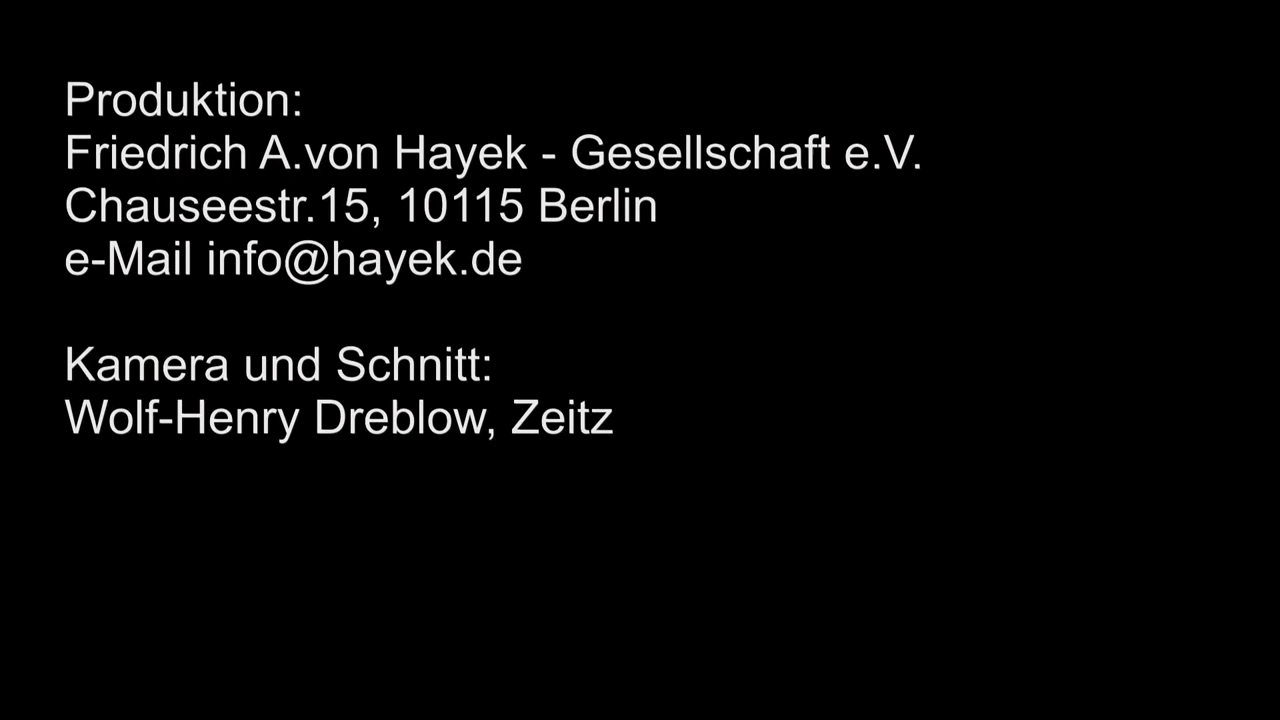 Produktion:
Friedrich A.von Hayek - Gesellschaft e.V.
Chauseestr.15, 10115 Berlin
e-Mail info@hayek.de
Kamera und Schnitt:
Wolf-Henry Dreblow, Zeitz